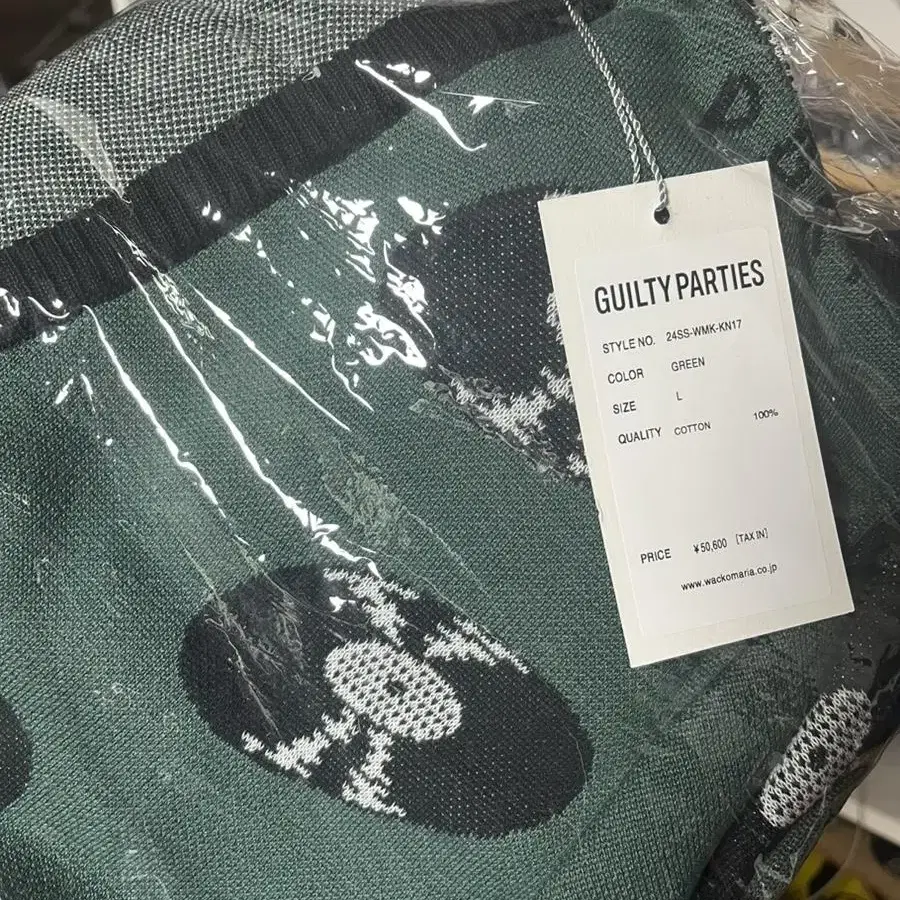 GUILTY PARTIES
STYLE NO. 24SS-WMK-KN17
COLOR GREEN
SIZE L
QUALITY COTTON 100%
PRICE ¥50,600 [TAX IN]
www.wackomaria.co.jp